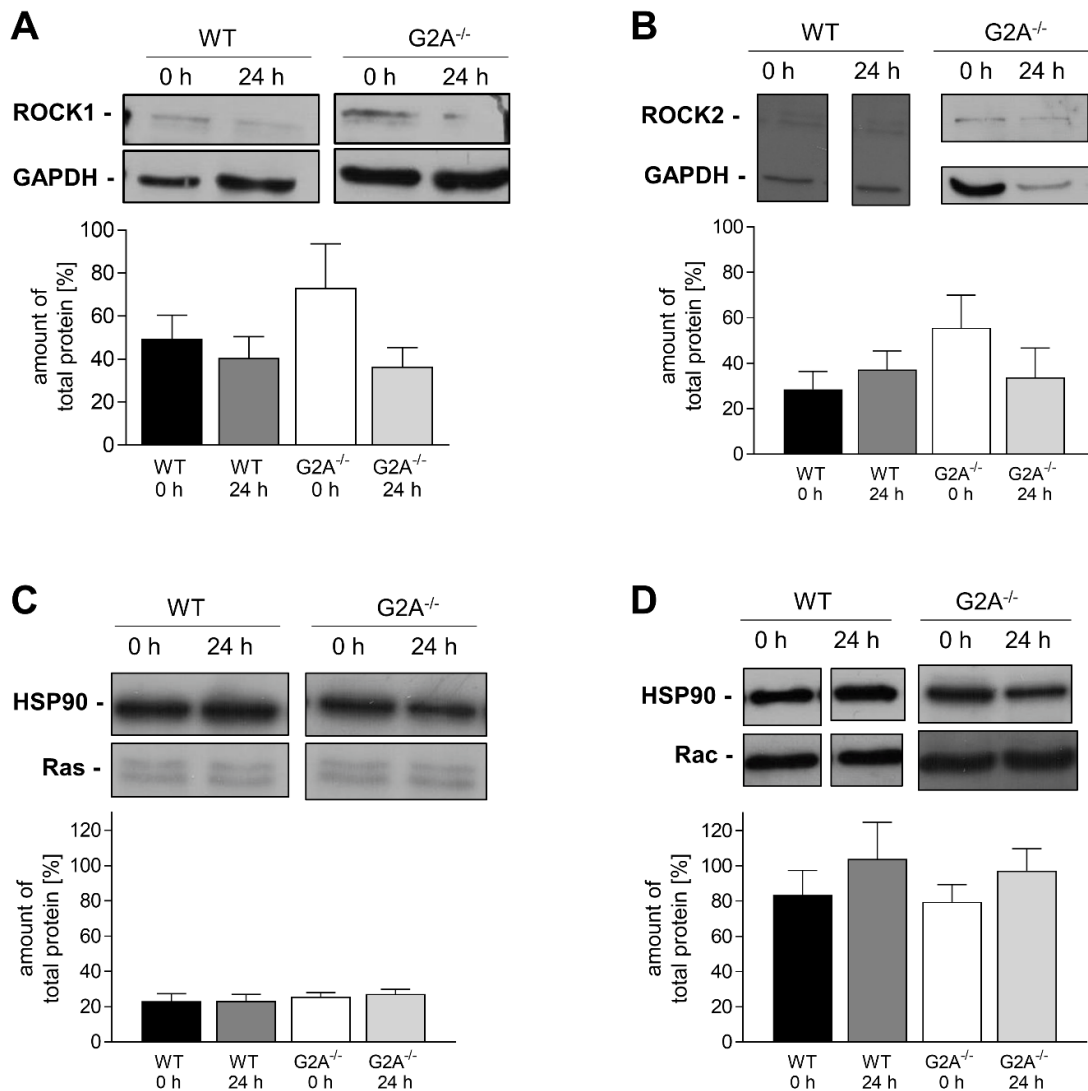 A
WT G2A-/-
0 h 24 h 0 h 24 h
ROCK1 -
GAPDH -
amount of
total protein [%]
100
80
60
40
20
0
WT WT G2A-/- G2A-/-
0 h 24 h 0 h 24 h
B
WT G2A-/-
0 h 24 h 0 h 24 h
ROCK2 -
GAPDH -
amount of
total protein [%]
100
80
60
40
20
0
WT WT G2A-/- G2A-/-
0 h 24 h 0 h 24 h
C
WT G2A-/-
0 h 24 h 0 h 24 h
HSP90 -
Ras -
amount of
total protein [%]
120
100
80
60
40
20
0
WT WT G2A-/- G2A-/-
0 h 24 h 0 h 24 h
D
WT G2A-/-
0 h 24 h 0 h 24 h
HSP90 -
Rac -
amount of
total protein [%]
120
100
80
60
40
20
0
WT WT G2A-/- G2A-/-
0 h 24 h 0 h 24 h